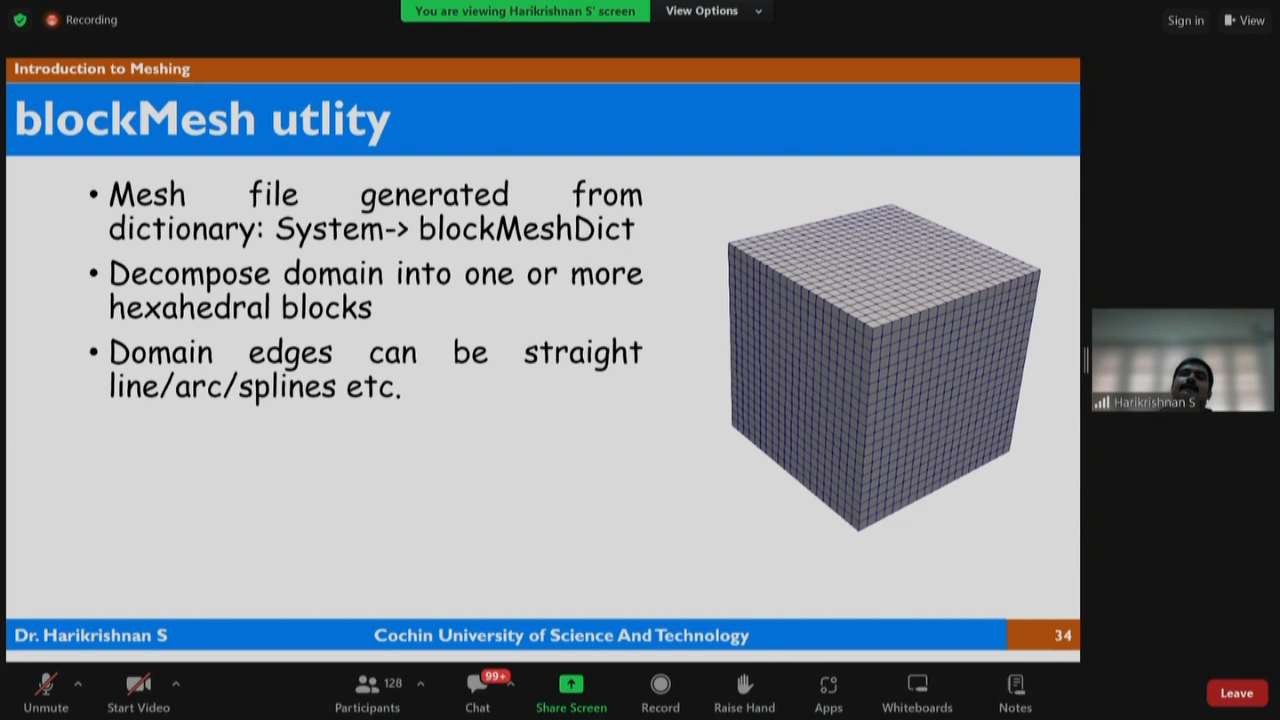 Recording
You are viewing Harikrishnan S' screen
View Options
Sign in
View
Introduction to Meshing
blockMesh utlity
• Mesh file generated from
dictionary: System-> blockMeshDict
• Decompose domain into one or more
hexahedral blocks
• Domain edges can be straight
line/arc/splines etc.
Harikrishnan S
Dr. Harikrishnan S
Cochin University of Science And Technology
34
Unmute
Start Video
128
Participants
99+
Chat
Share Screen
Record
Raise Hand
Apps
Whiteboards
Notes
Leave